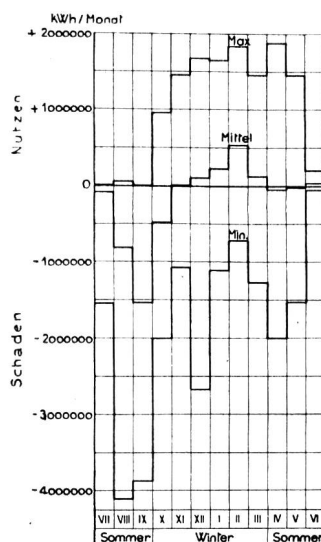 kWh/Monat
+ 2000000
Max
+ 1000000
Nutzen
Mittel
0
Min.
- 1000000
- 2000000
Schaden
- 3000000
- 4000000
VII VIII IX X XI XII I II III IV V VI
Sommer Winter Sommer